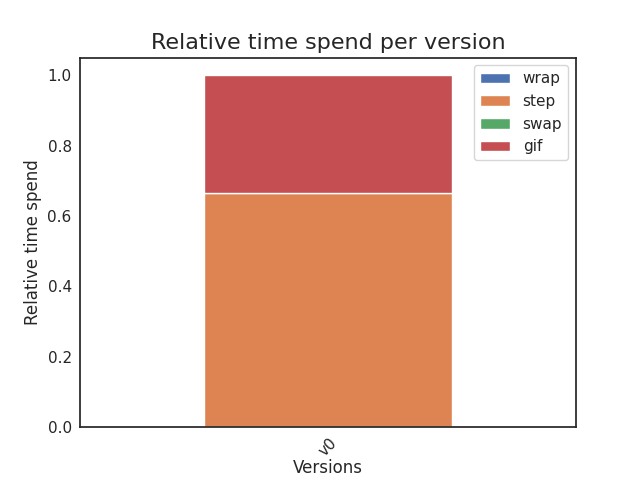 Relative time spend per version
wrap
step
swap
gif
Relative time spend
1.0
0.8
0.6
0.4
0.2
0.0
v0
Versions